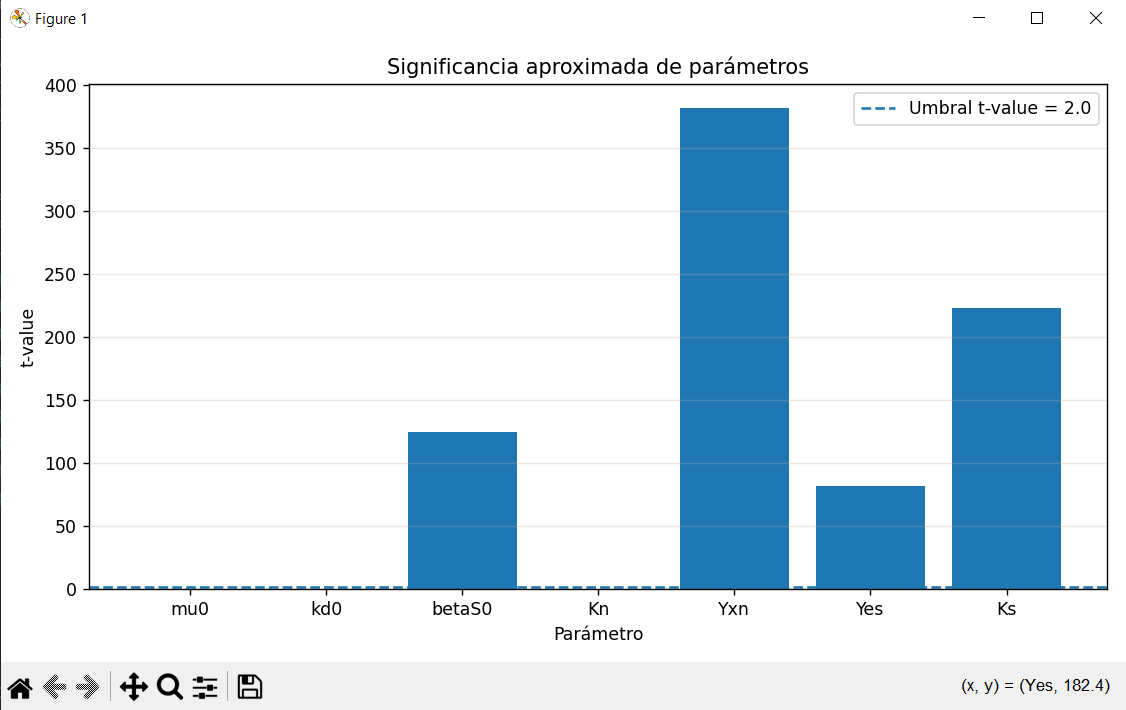 Figure 1
Significancia aproximada de parámetros
Umbral t-value = 2.0
400
350
300
250
200
150
100
50
0
t-value
mu0 kd0 betaS0 Kn Yxn Yes Ks
Parámetro
(x, y) = (Yes, 182.4)